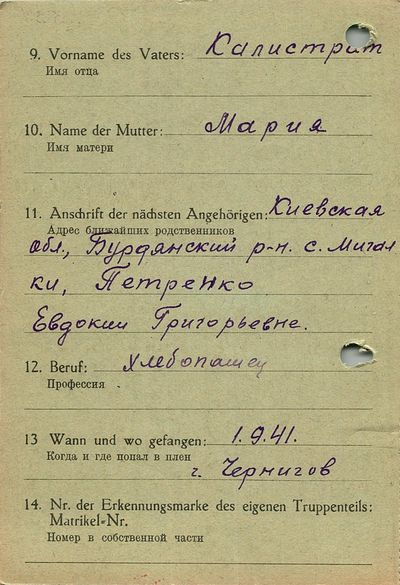 9. Vorname des Vaters: Калистрат
Имя отца
10. Name der Mutter: Мария
Имя матери
11. Anschrift der nächsten Angehörigen: Киевская
Адрес ближайших родственников
обл., Бурдянский р-н. с. Мигал
ки, Петренко
Евдокии Григорьевне.
12. Beruf: хлебопашец
Профессия
13 Wann und wo gefangen: 1.9.41.
Когда и где попал в плен
г. Чернигов
14. Nr. der Erkennungsmarke des eigenen Truppenteils:
Matrikel=Nr.
Номер в собственной части